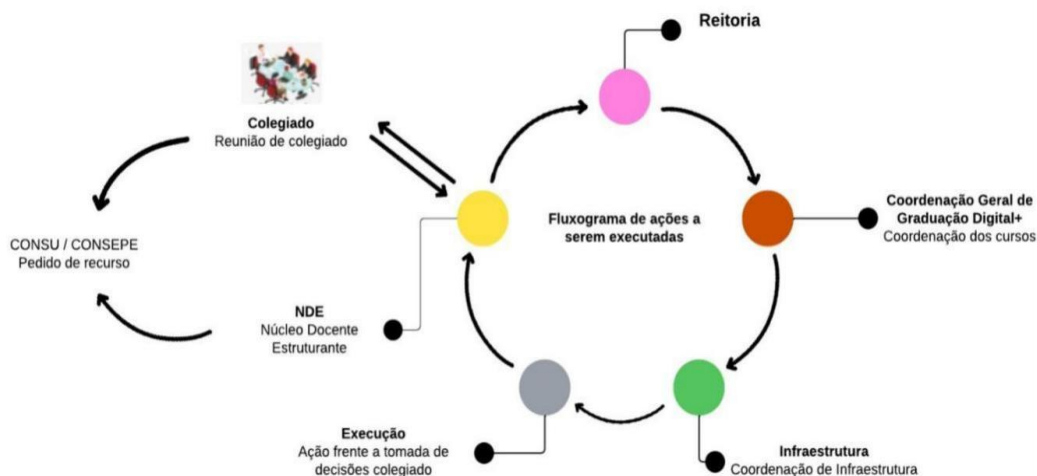 Reitoria
Colegiado
Reunião de colegiado
Coordenação Geral de
Graduação Digital+
Coordenação dos cursos
Fluxograma de ações a
serem executadas
CONSU / CONSEPE
Pedido de recurso
NDE
Núcleo Docente
Estruturante
Execução
Ação frente a tomada de
decisões colegiado
Infraestrutura
Coordenação de Infraestrutura